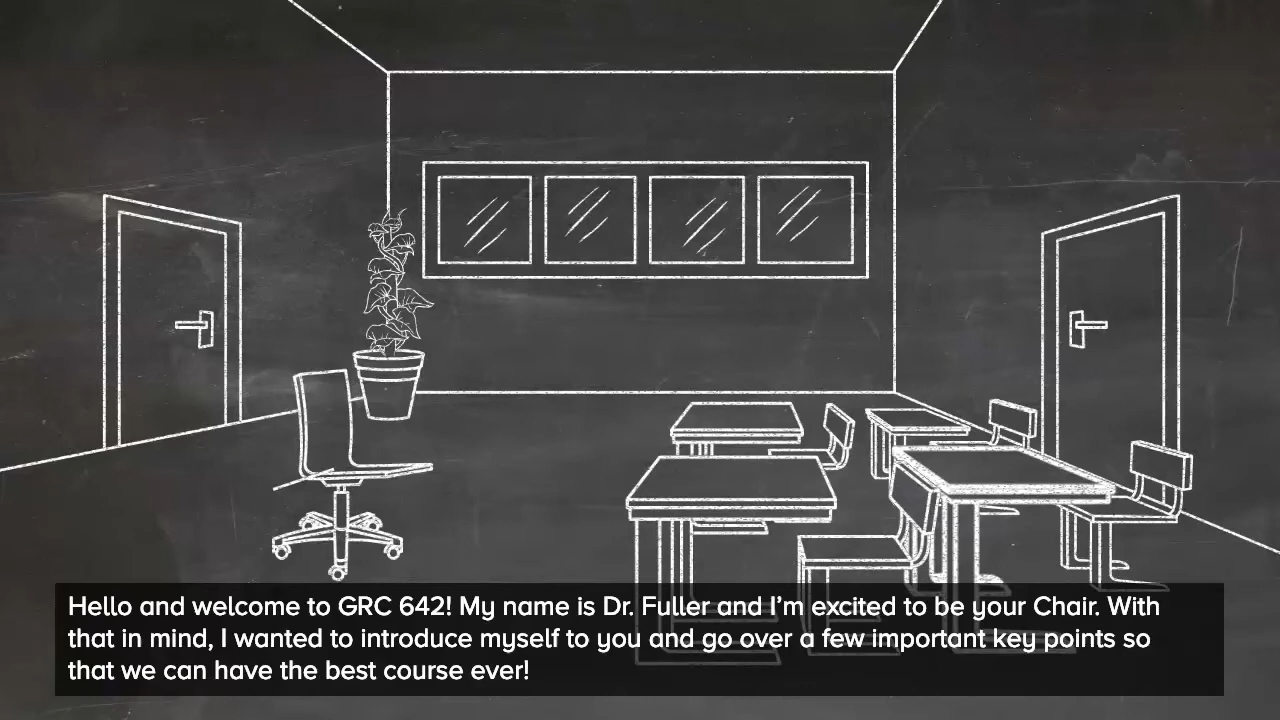 Hello and welcome to GRC 642! My name is Dr. Fuller and I’m excited to be your Chair. With
that in mind, I wanted to introduce myself to you and go over a few important key points so
that we can have the best course ever!